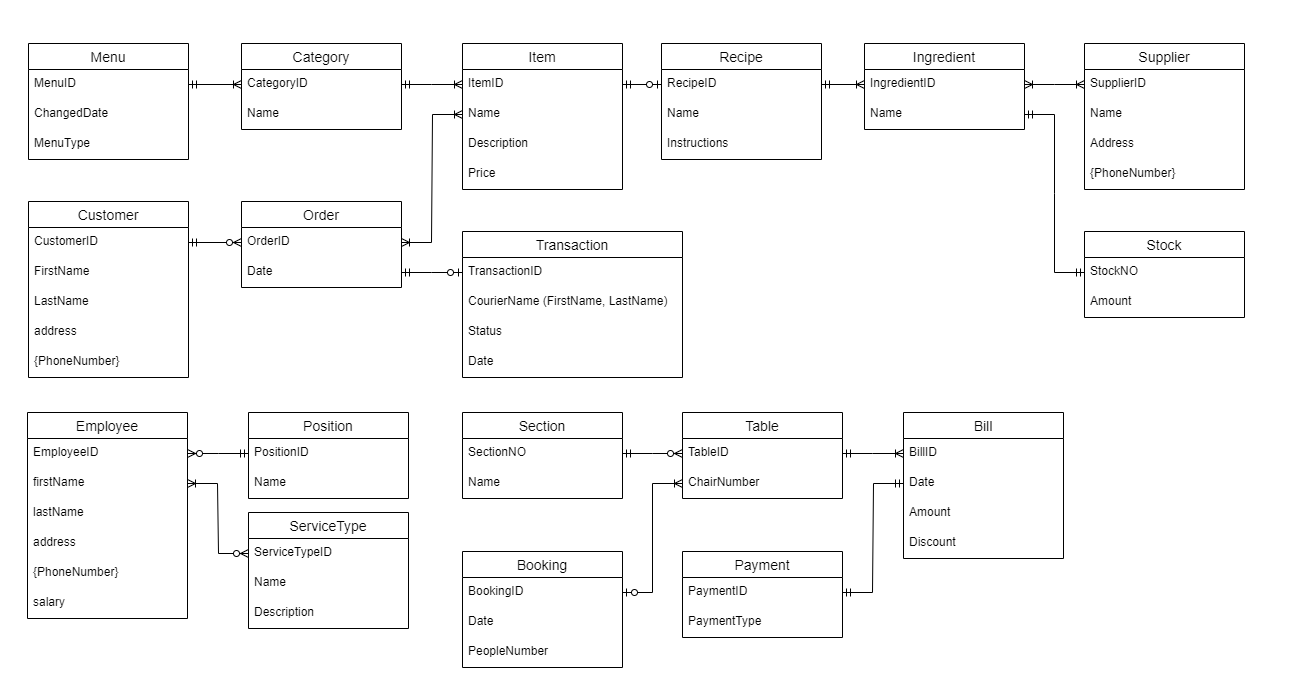 Menu
MenuID
ChangedDate
MenuType
Category
CategoryID
Name
Item
ItemID
Name
Description
Price
Recipe
RecipeID
Name
Instructions
Ingredient
IngredientID
Name
Supplier
SupplierID
Name
Address
{PhoneNumber}
Customer
CustomerID
FirstName
LastName
address
{PhoneNumber}
Order
OrderID
Date
Transaction
TransactionID
CourierName (FirstName, LastName)
Status
Date
Stock
StockNO
Amount
Employee
EmployeeID
firstName
lastName
address
{PhoneNumber}
salary
Position
PositionID
Name
ServiceType
ServiceTypeID
Name
Description
Section
SectionNO
Name
Table
TableID
ChairNumber
Bill
BillID
Date
Amount
Discount
Booking
BookingID
Date
PeopleNumber
Payment
PaymentID
PaymentType